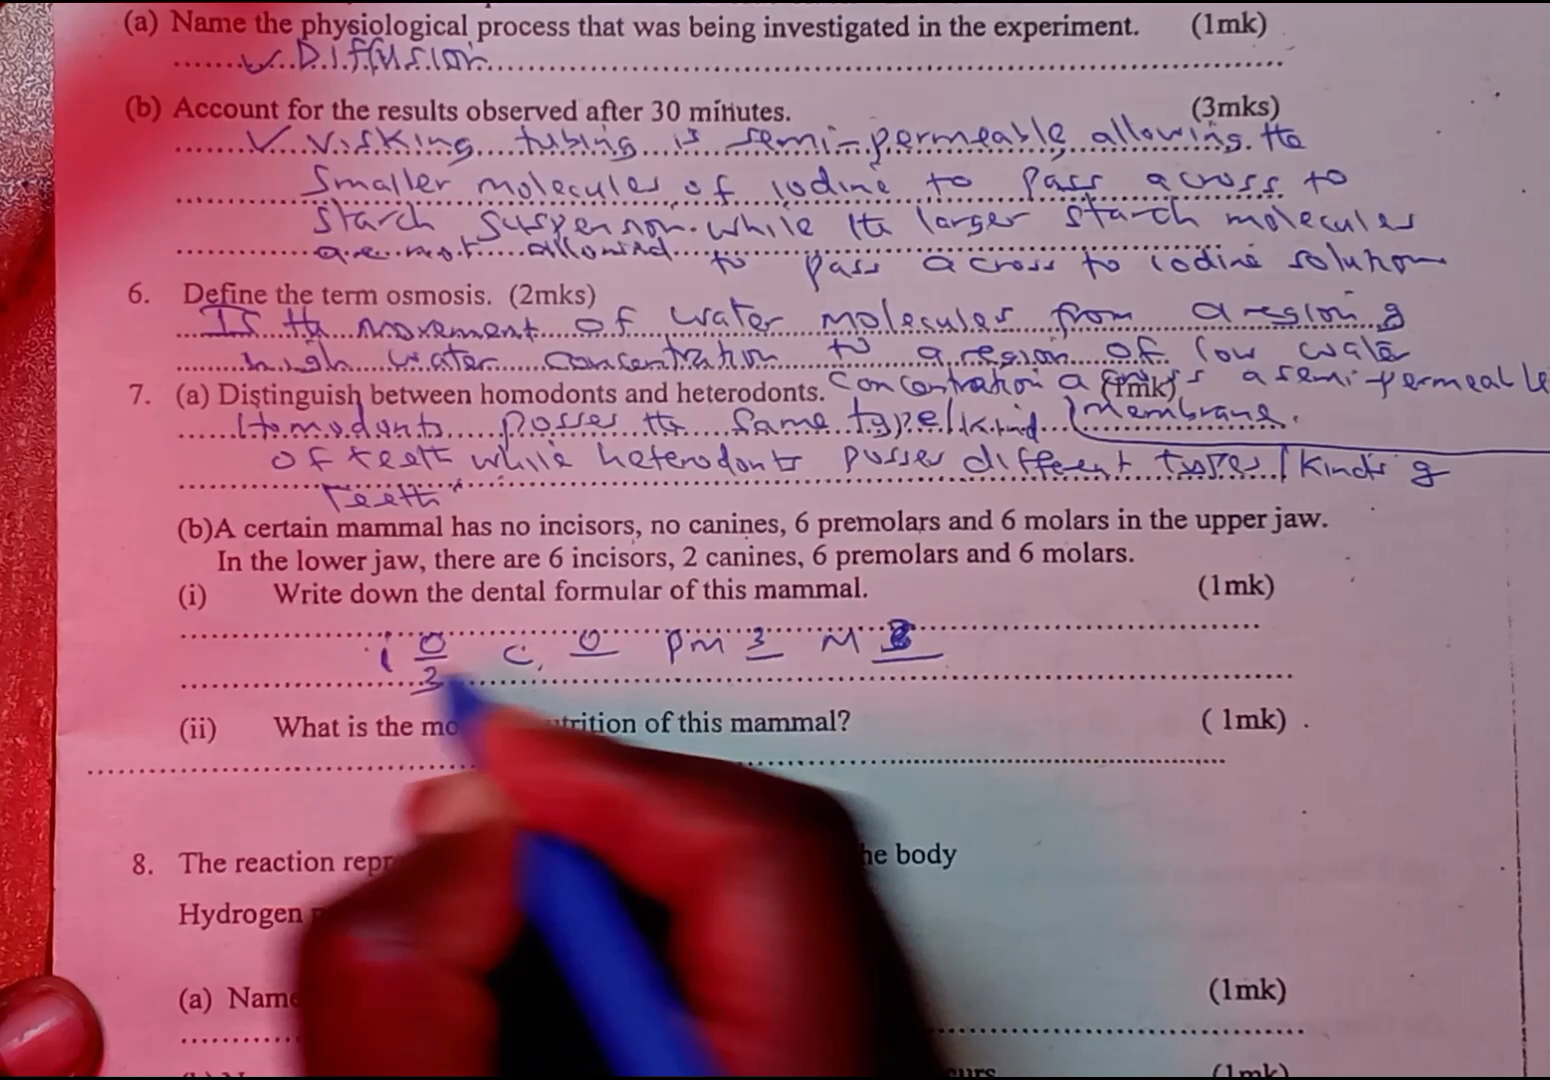 (a) Name the physiological process that was being investigated in the experiment. (1mk)
Diffusion
(b) Account for the results observed after 30 minutes. (3mks)
Visking tubing is semi-permeable allowing the
smaller molecules of iodine to pass across to
starch suspension while the larger starch molecules
are not allowed to pass across to iodine solution
6. Define the term osmosis. (2mks)
Is the movement of water molecules from a region of
high water concentration to a region of low water
concentration across a semi-permeable
membrane.
7. (a) Distinguish between homodonts and heterodonts. (1mk)
Homodonts posses the same type/kind
of teeth while heterodonts posses different types/kinds of
teeth
(b)A certain mammal has no incisors, no canines, 6 premolars and 6 molars in the upper jaw.
In the lower jaw, there are 6 incisors, 2 canines, 6 premolars and 6 molars.
(i) Write down the dental formular of this mammal. (1mk)
i 0/3 c 0 pm 3 M 3
(ii) What is the trition of this mammal? ( 1mk)
8. The reaction he body
Hydrogen
(a) Name (1mk)
(1mk)